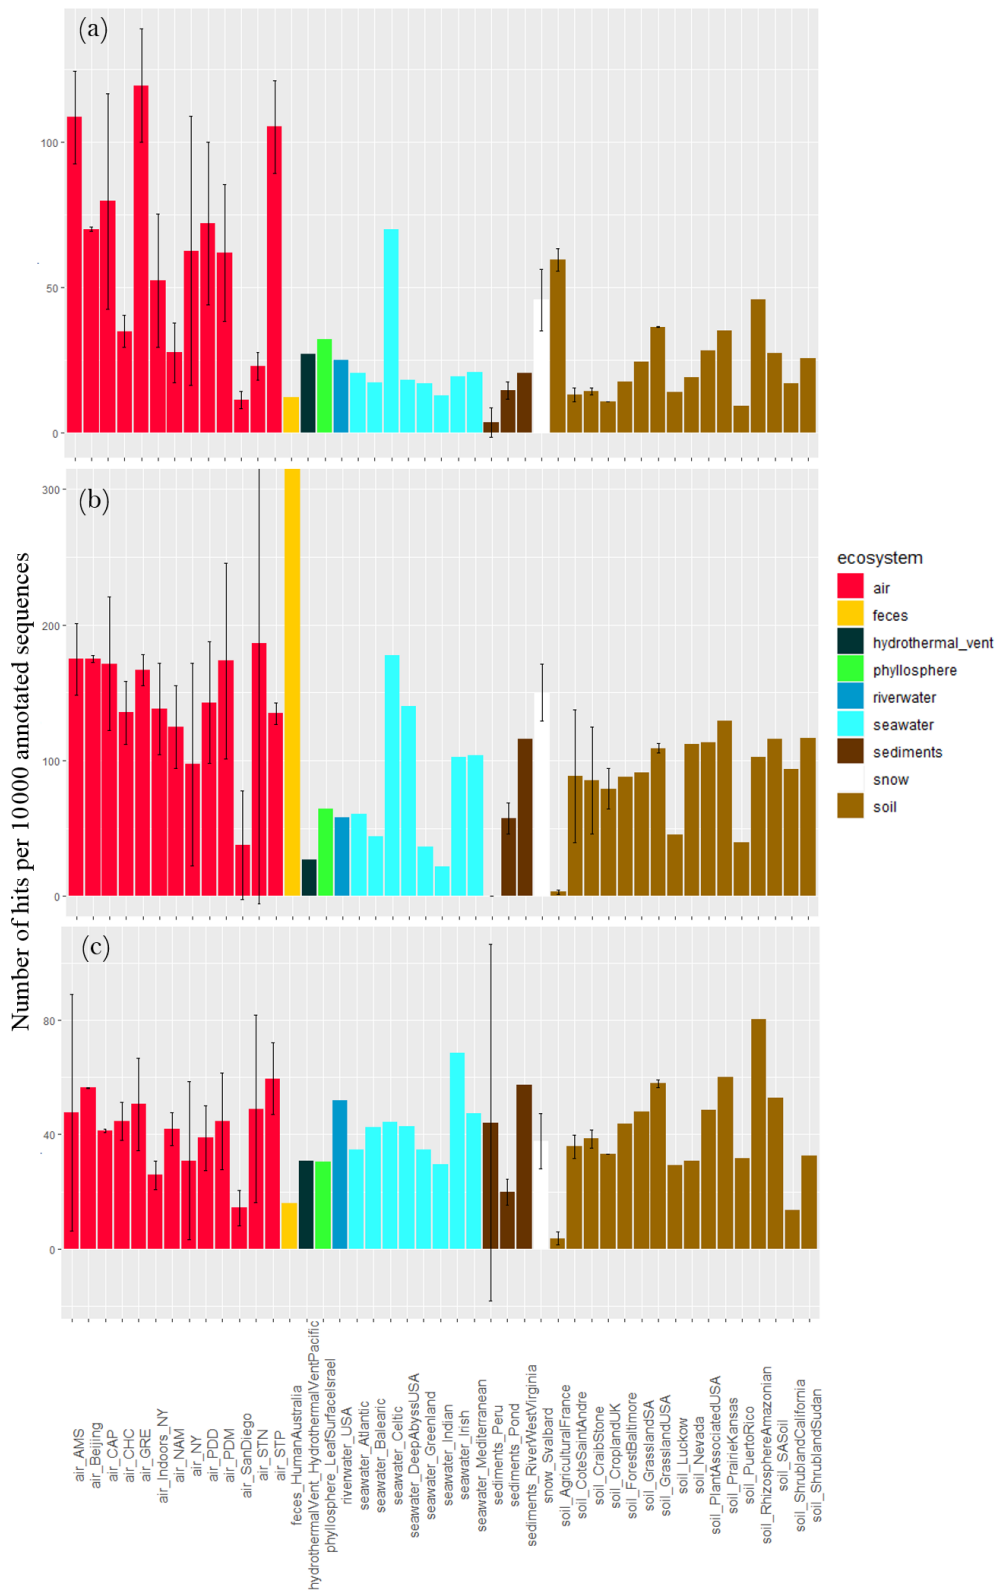 (a)
100
50
0
(b)
300
200
100
0
(c)
80
40
0
Number of hits per 10000 annotated sequences
ecosystem
air
feces
hydrothermal_vent
phyllosphere
riverwater
seawater
sediments
snow
soil
air_AMS
air_Beijing
air_CAP
air_CHC
air_GRE
air_Indoors_NY
air_NAM
air_NY
air_PDD
air_PDM
air_SanDiego
air_STN
air_STP
feces_HumanAustralia
hydrothermalVent_HydrothermalVentPacific
phyllosphere_LeafSurfaceIsrael
riverwater_USA
seawater_Atlantic
seawater_Balearic
seawater_Celtic
seawater_DeepAbyssUSA
seawater_Greenland
seawater_Indian
seawater_Irish
seawater_Mediterranean
sediments_Peru
sediments_Pond
sediments_RiverWestVirginia
snow_Svalbard
soil_AgriculturalFrance
soil_CoteSaintAndre
soil_CraibStone
soil_CroplandUK
soil_ForestBaltimore
soil_GrasslandSA
soil_GrasslandUSA
soil_Luckow
soil_Nevada
soil_PlantAssociatedUSA
soil_PrairieKansas
soil_PuertoRico
soil_RhizosphereAmazonian
soil_SASoil
soil_ShrublandCalifornia
soil_ShrublandSudan